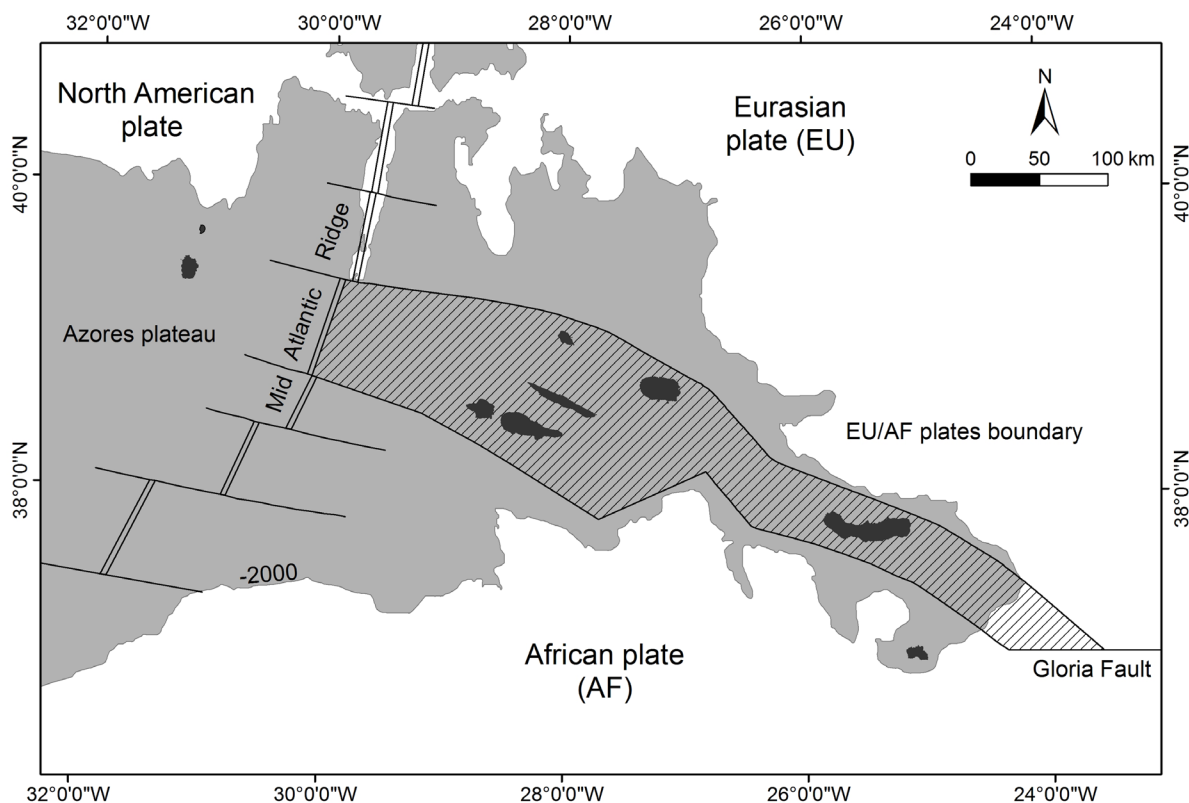 32°0'0"W 30°0'0"W 28°0'0"W 26°0'0"W 24°0'0"W
North American
plate
Eurasian
plate (EU)
N
0 50 100 km
40°0'0"N
40°0'0"N
Ridge
Atlantic
Mid
Azores plateau
EU/AF plates boundary
38°0'0"N
38°0'0"N
-2000
African plate
(AF)
Gloria Fault
32°0'0"W 30°0'0"W 28°0'0"W 26°0'0"W 24°0'0"W